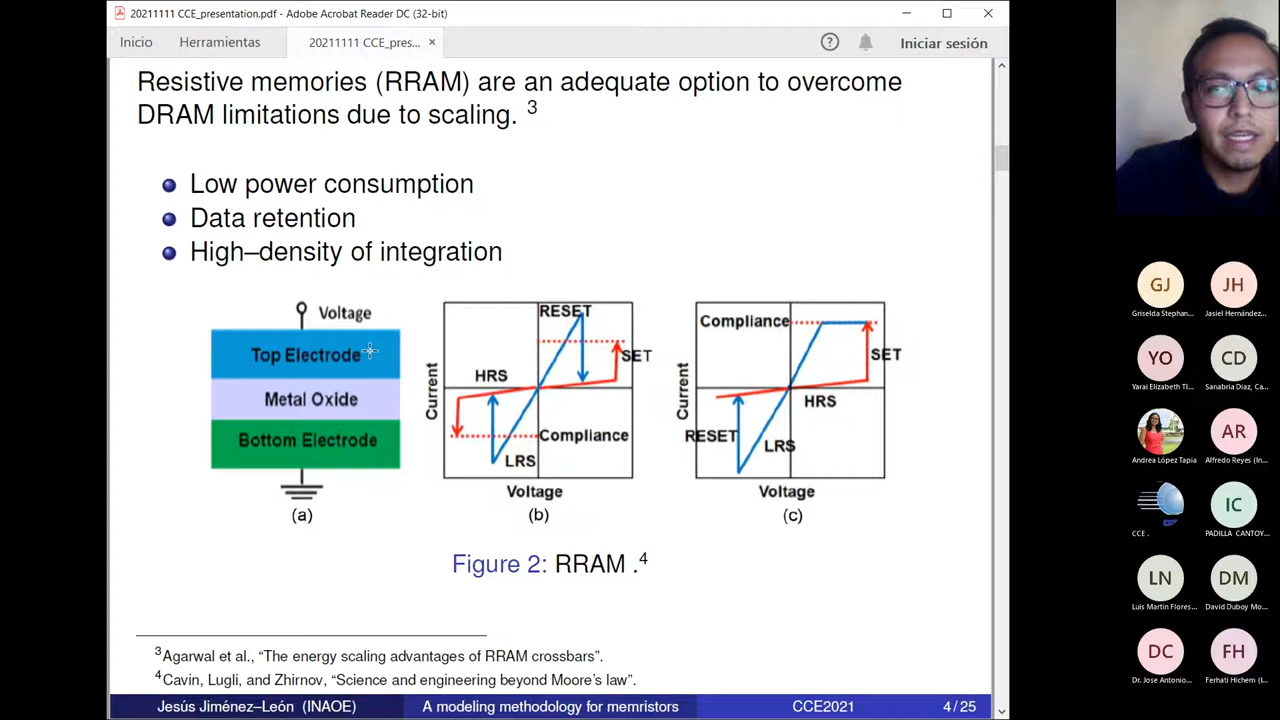 20211111 CCE_presentation.pdf - Adobe Acrobat Reader DC (32-bit)
Inicio
Herramientas
20211111 CCE_pres...
Iniciar sesión
Resistive memories (RRAM) are an adequate option to overcome
DRAM limitations due to scaling. 3
Low power consumption
Data retention
High–density of integration
Voltage
Top Electrode
Metal Oxide
Bottom Electrode
(a)
Current
RESET
SET
HRS
Compliance
LRS
Voltage
(b)
Current
Compliance
SET
HRS
RESET
LRS
Voltage
(c)
Figure 2: RRAM .4
3Agarwal et al., “The energy scaling advantages of RRAM crossbars”.
4Cavin, Lugli, and Zhirnov, “Science and engineering beyond Moore’s law”.
Jesús Jiménez–León (INAOE)
A modeling methodology for memristors
CCE2021
4 / 25
GJ
Griselda Stephan...
JH
Jasiel Hernández...
YO
Yarai Elizabeth Tl...
CD
Sanabria Díaz, Ca...
Andrea López Tapia
AR
Alfredo Reyes (In...
CCE .
IC
PADILLA CANTOY...
LN
Luis Martin Flores...
DM
David Duboy Mo...
DC
Dr. Jose Antonio...
FH
Ferhati Hichem (I...